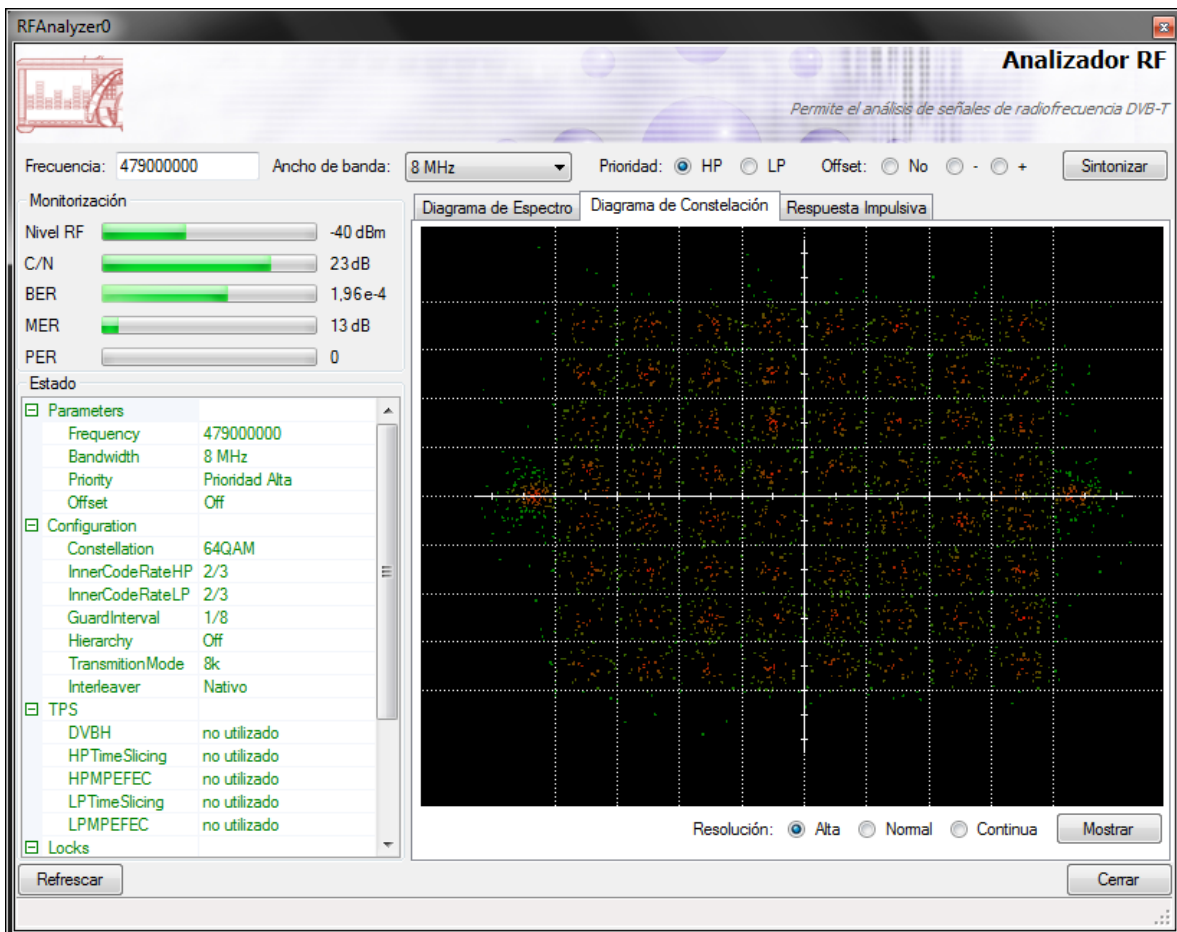 RFAnalyzer0
Analizador RF
Permite el análisis de señales de radiofrecuencia DVB-T
Frecuencia: 479000000 Ancho de banda: 8 MHz Prioridad: HP LP Offset: No - + Sintonizar
Monitorización
Nivel RF -40 dBm
C/N 23 dB
BER 1,96 e-4
MER 13 dB
PER 0
Estado
Parameters
Frequency 479000000
Bandwidth 8 MHz
Priority Prioridad Alta
Offset Off
Configuration
Constellation 64QAM
InnerCodeRateHP 2/3
InnerCodeRateLP 2/3
GuardInterval 1/8
Hierarchy Off
TransmitionMode 8k
Interleaver Nativo
TPS
DVBH no utilizado
HPTimeSlicing no utilizado
HPMPEFEC no utilizado
LPTimeSlicing no utilizado
LPMPEFEC no utilizado
Locks
Diagrama de Espectro Diagrama de Constelación Respuesta Impulsiva
Resolución: Alta Normal Continua Mostrar
Refrescar Cerrar